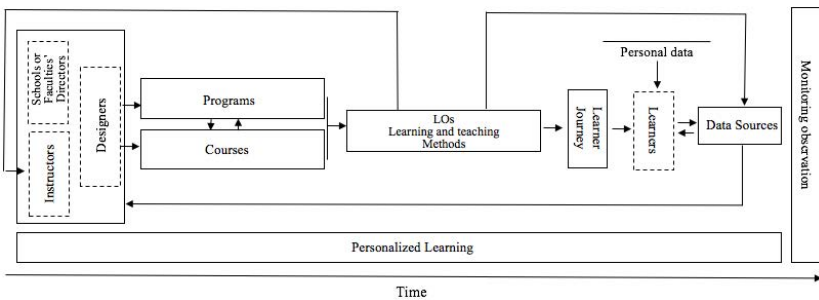 Schools or
Faculties'
Directors
Instructors
Designers
Programs
Courses
LOs
Learning and teaching
Methods
Learner
Journey
Personal data
Learners
Data Sources
Monitoring observation
Personalized Learning
Time